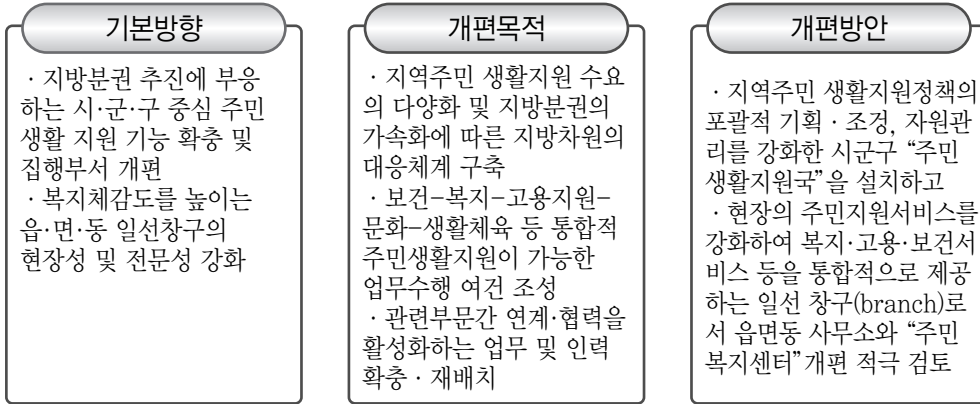 기본방향
· 지방분권 추진에 부응
하는 시·군·구 중심 주민
생활 지원 기능 확충 및
집행부서 개편
· 복지체감도를 높이는
읍·면·동 일선창구의
현장성 및 전문성 강화
개편목적
· 지역주민 생활지원 수요
의 다양화 및 지방분권의
가속화에 따른 지방차원의
대응체계 구축
· 보건-복지-고용지원-
문화-생활체육 등 통합적
주민생활지원이 가능한
업무수행 여건 조성
· 관련부문간 연계·협력을
활성화하는 업무 및 인력
확충 · 재배치
개편방안
· 지역주민 생활지원정책의
포괄적 기획 · 조정, 자원관
리를 강화한 시군구 “주민
생활지원국”을 설치하고
· 현장의 주민지원서비스를
강화하여 복지·고용·보건서
비스 등을 통합적으로 제공
하는 일선 창구(branch)로
서 읍면동 사무소와 “주민
복지센터”개편 적극 검토